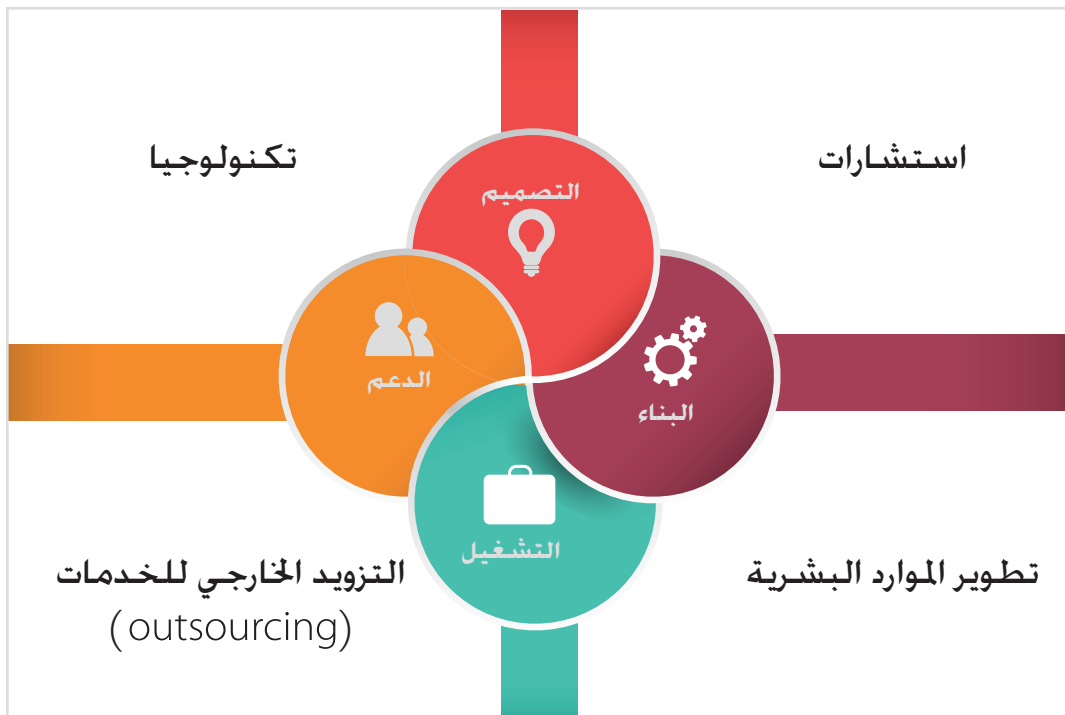 استشارات
تكنولوجيا
التصميم
البناء
الدعم
التشغيل
تطوير الموارد البشرية
التزويد الخارجي للخدمات
(outsourcing)